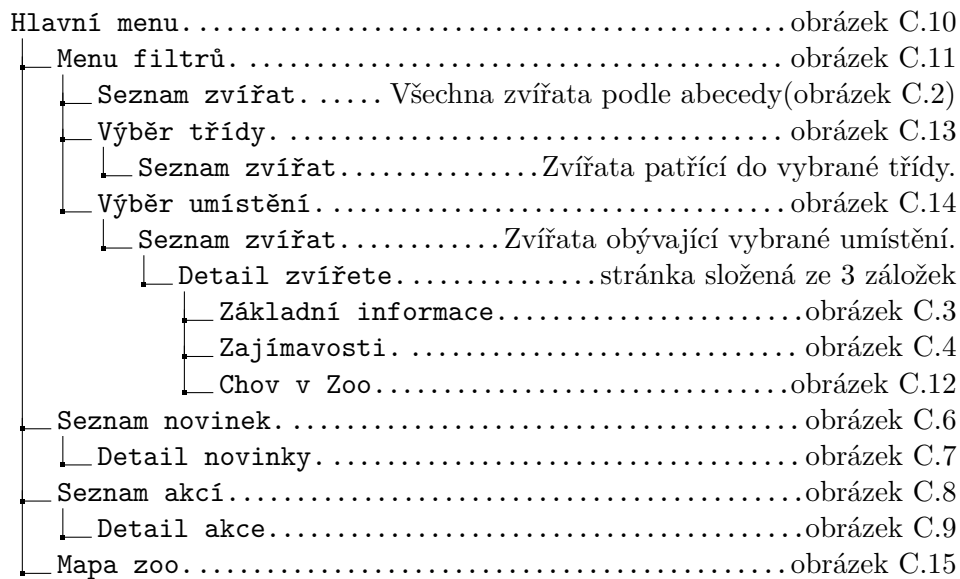 Hlavní menu. . . . . . . . . . . . . . . . . . . . . . . . . . . . . . . . . . . . . . . . obrázek C.10
Menu filtrů. . . . . . . . . . . . . . . . . . . . . . . . . . . . . . . . . . . . . obrázek C.11
Seznam zvířat. . . . . . Všechna zvířata podle abecedy(obrázek C.2)
Výběr třídy. . . . . . . . . . . . . . . . . . . . . . . . . . . . . . . . . . obrázek C.13
Seznam zvířat. . . . . . . . . . . . . . . Zvířata patřící do vybrané třídy.
Výběr umístění. . . . . . . . . . . . . . . . . . . . . . . . . . . . . . . obrázek C.14
Seznam zvířat. . . . . . . . . . . . Zvířata obývající vybrané umístění.
Detail zvířete. . . . . . . . . . . . . . . stránka složená ze 3 záložek
Základní informace. . . . . . . . . . . . . . . . . . . . . . . obrázek C.3
Zajímavosti. . . . . . . . . . . . . . . . . . . . . . . . . . . . . obrázek C.4
Chov v Zoo. . . . . . . . . . . . . . . . . . . . . . . . . . . . . obrázek C.12
Seznam novinek. . . . . . . . . . . . . . . . . . . . . . . . . . . . . . . . . . . obrázek C.6
Detail novinky. . . . . . . . . . . . . . . . . . . . . . . . . . . . . . . . obrázek C.7
Seznam akcí. . . . . . . . . . . . . . . . . . . . . . . . . . . . . . . . . . . . . . obrázek C.8
Detail akce. . . . . . . . . . . . . . . . . . . . . . . . . . . . . . . . . . . obrázek C.9
Mapa zoo. . . . . . . . . . . . . . . . . . . . . . . . . . . . . . . . . . . . . . . . obrázek C.15